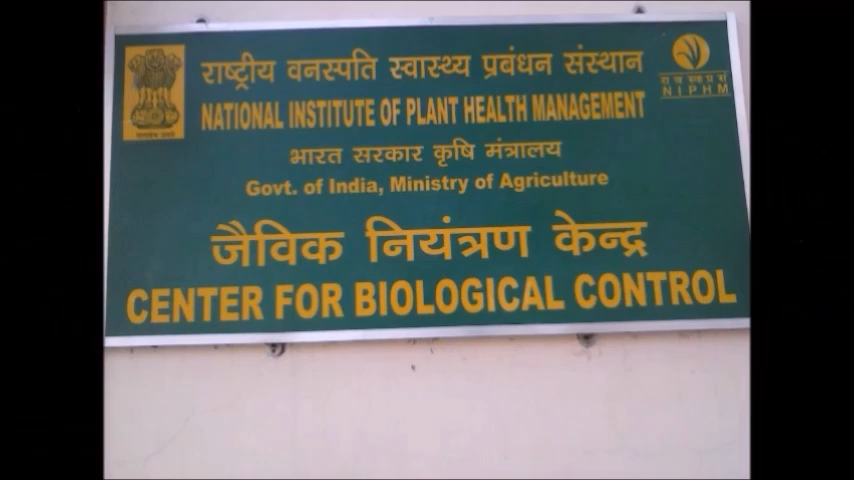 राष्ट्रीय वनस्पति स्वास्थ्य प्रबंधन संस्थान
NATIONAL INSTITUTE OF PLANT HEALTH MANAGEMENT
भारत सरकार कृषि मंत्रालय
Govt. of India, Ministry of Agriculture
जैविक नियंत्रण केन्द्र
CENTER FOR BIOLOGICAL CONTROL
NIPHM